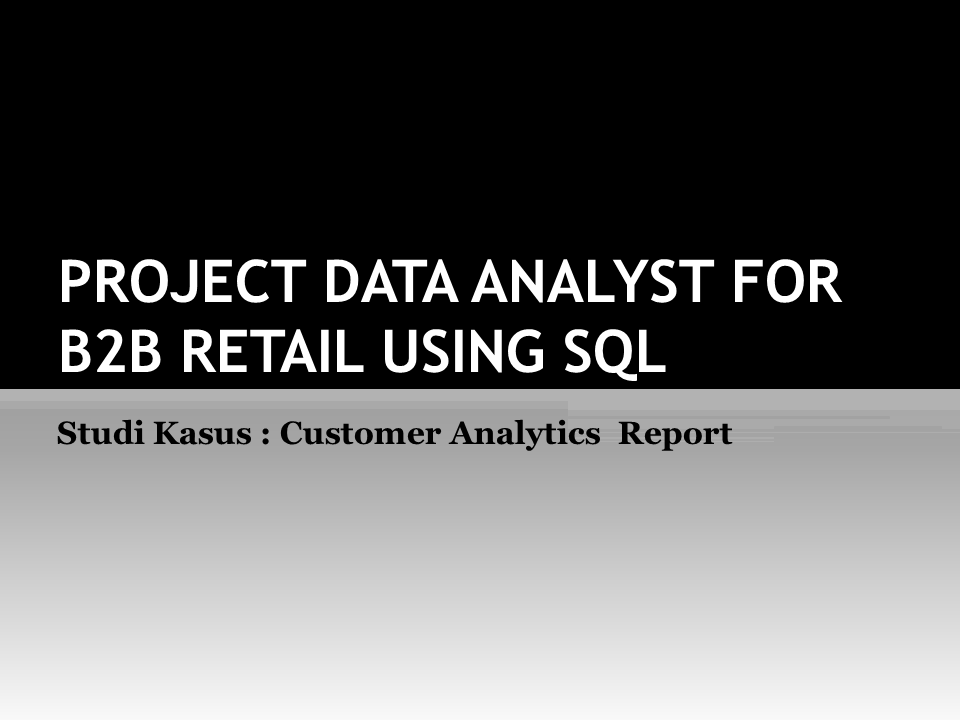 PROJECT DATA ANALYST FOR
B2B RETAIL USING SQL
Studi Kasus : Customer Analytics  Report